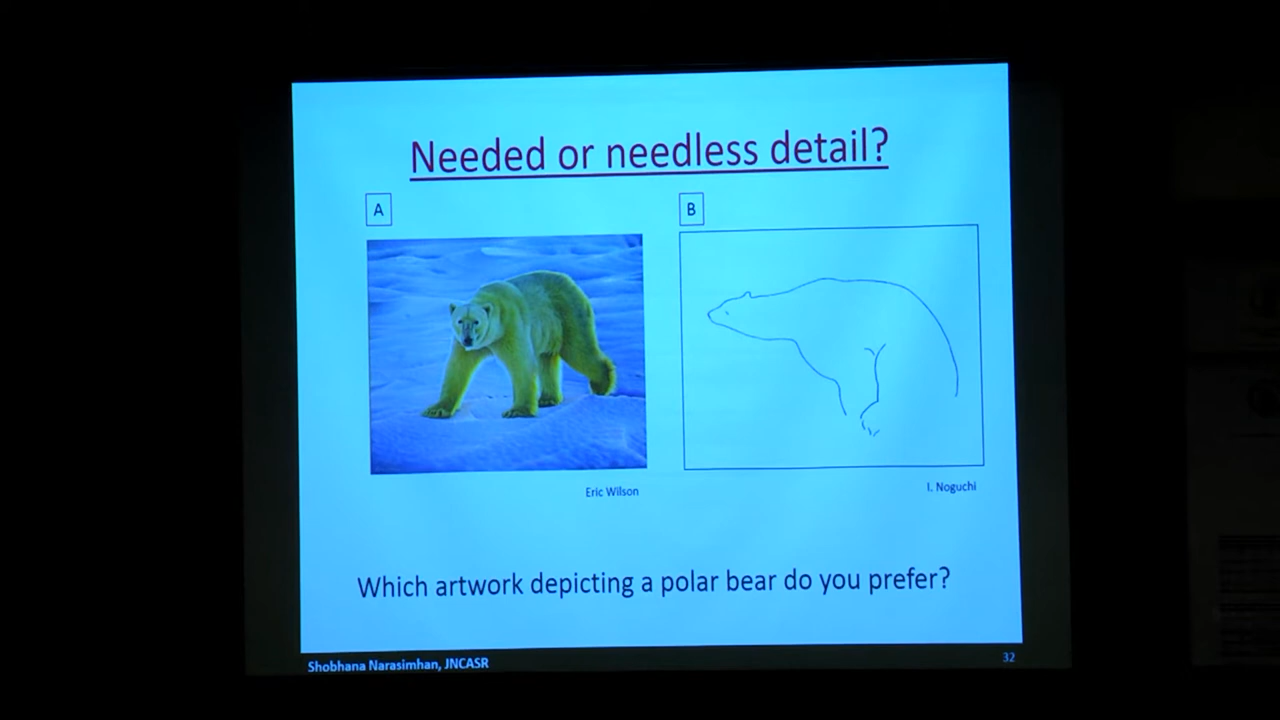 Needed or needless detail?
A
B
Eric Wilson
I. Noguchi
Which artwork depicting a polar bear do you prefer?
Shobhana Narasimhan, JNCASR
32